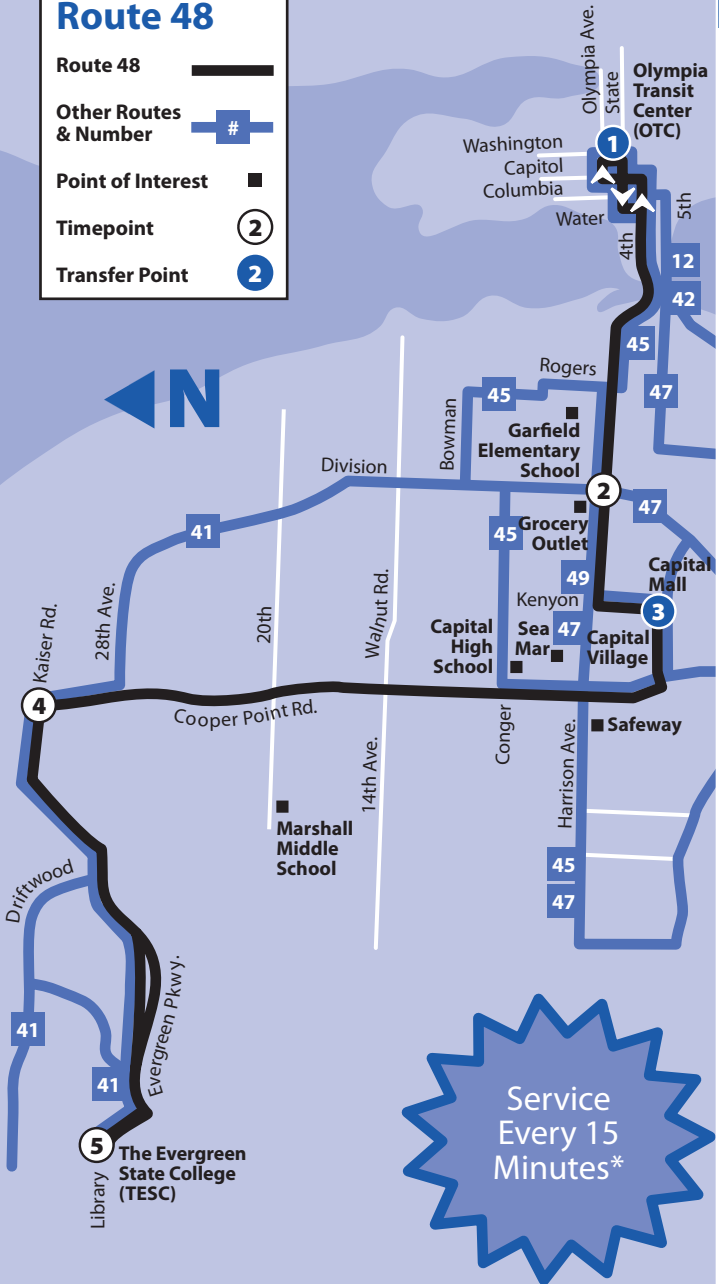 Route 48
Route 48
Other Routes
& Number
#
Point of Interest
Timepoint
2
Transfer Point
2
Olympia Ave.
State
Olympia
Transit
Center
(OTC)
1
Washington
Capitol
Columbia
Water
4th
5th
12
42
45
47
N
Rogers
45
Bowman
Garfield
Elementary
School
Division
2
47
41
45
Grocery
Outlet
49
Capital
Mall
3
Kenyon
47
Capital
Village
Sea
Mar
Capital
High
School
Kaiser Rd.
28th Ave.
20th
Walnut Rd.
4
Cooper Point Rd.
Conger
Safeway
14th Ave.
Harrison Ave.
Marshall
Middle
School
45
47
Driftwood
41
41
Evergreen Pkwy.
5
The Evergreen
State College
(TESC)
Library
Service
Every 15
Minutes*